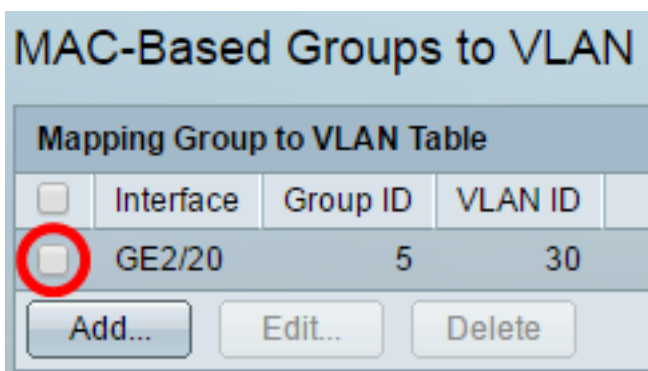 MAC-Based Groups to VLAN
Mapping Group to VLAN Table
Interface Group ID VLAN ID
GE2/20 5 30
Add... Edit... Delete